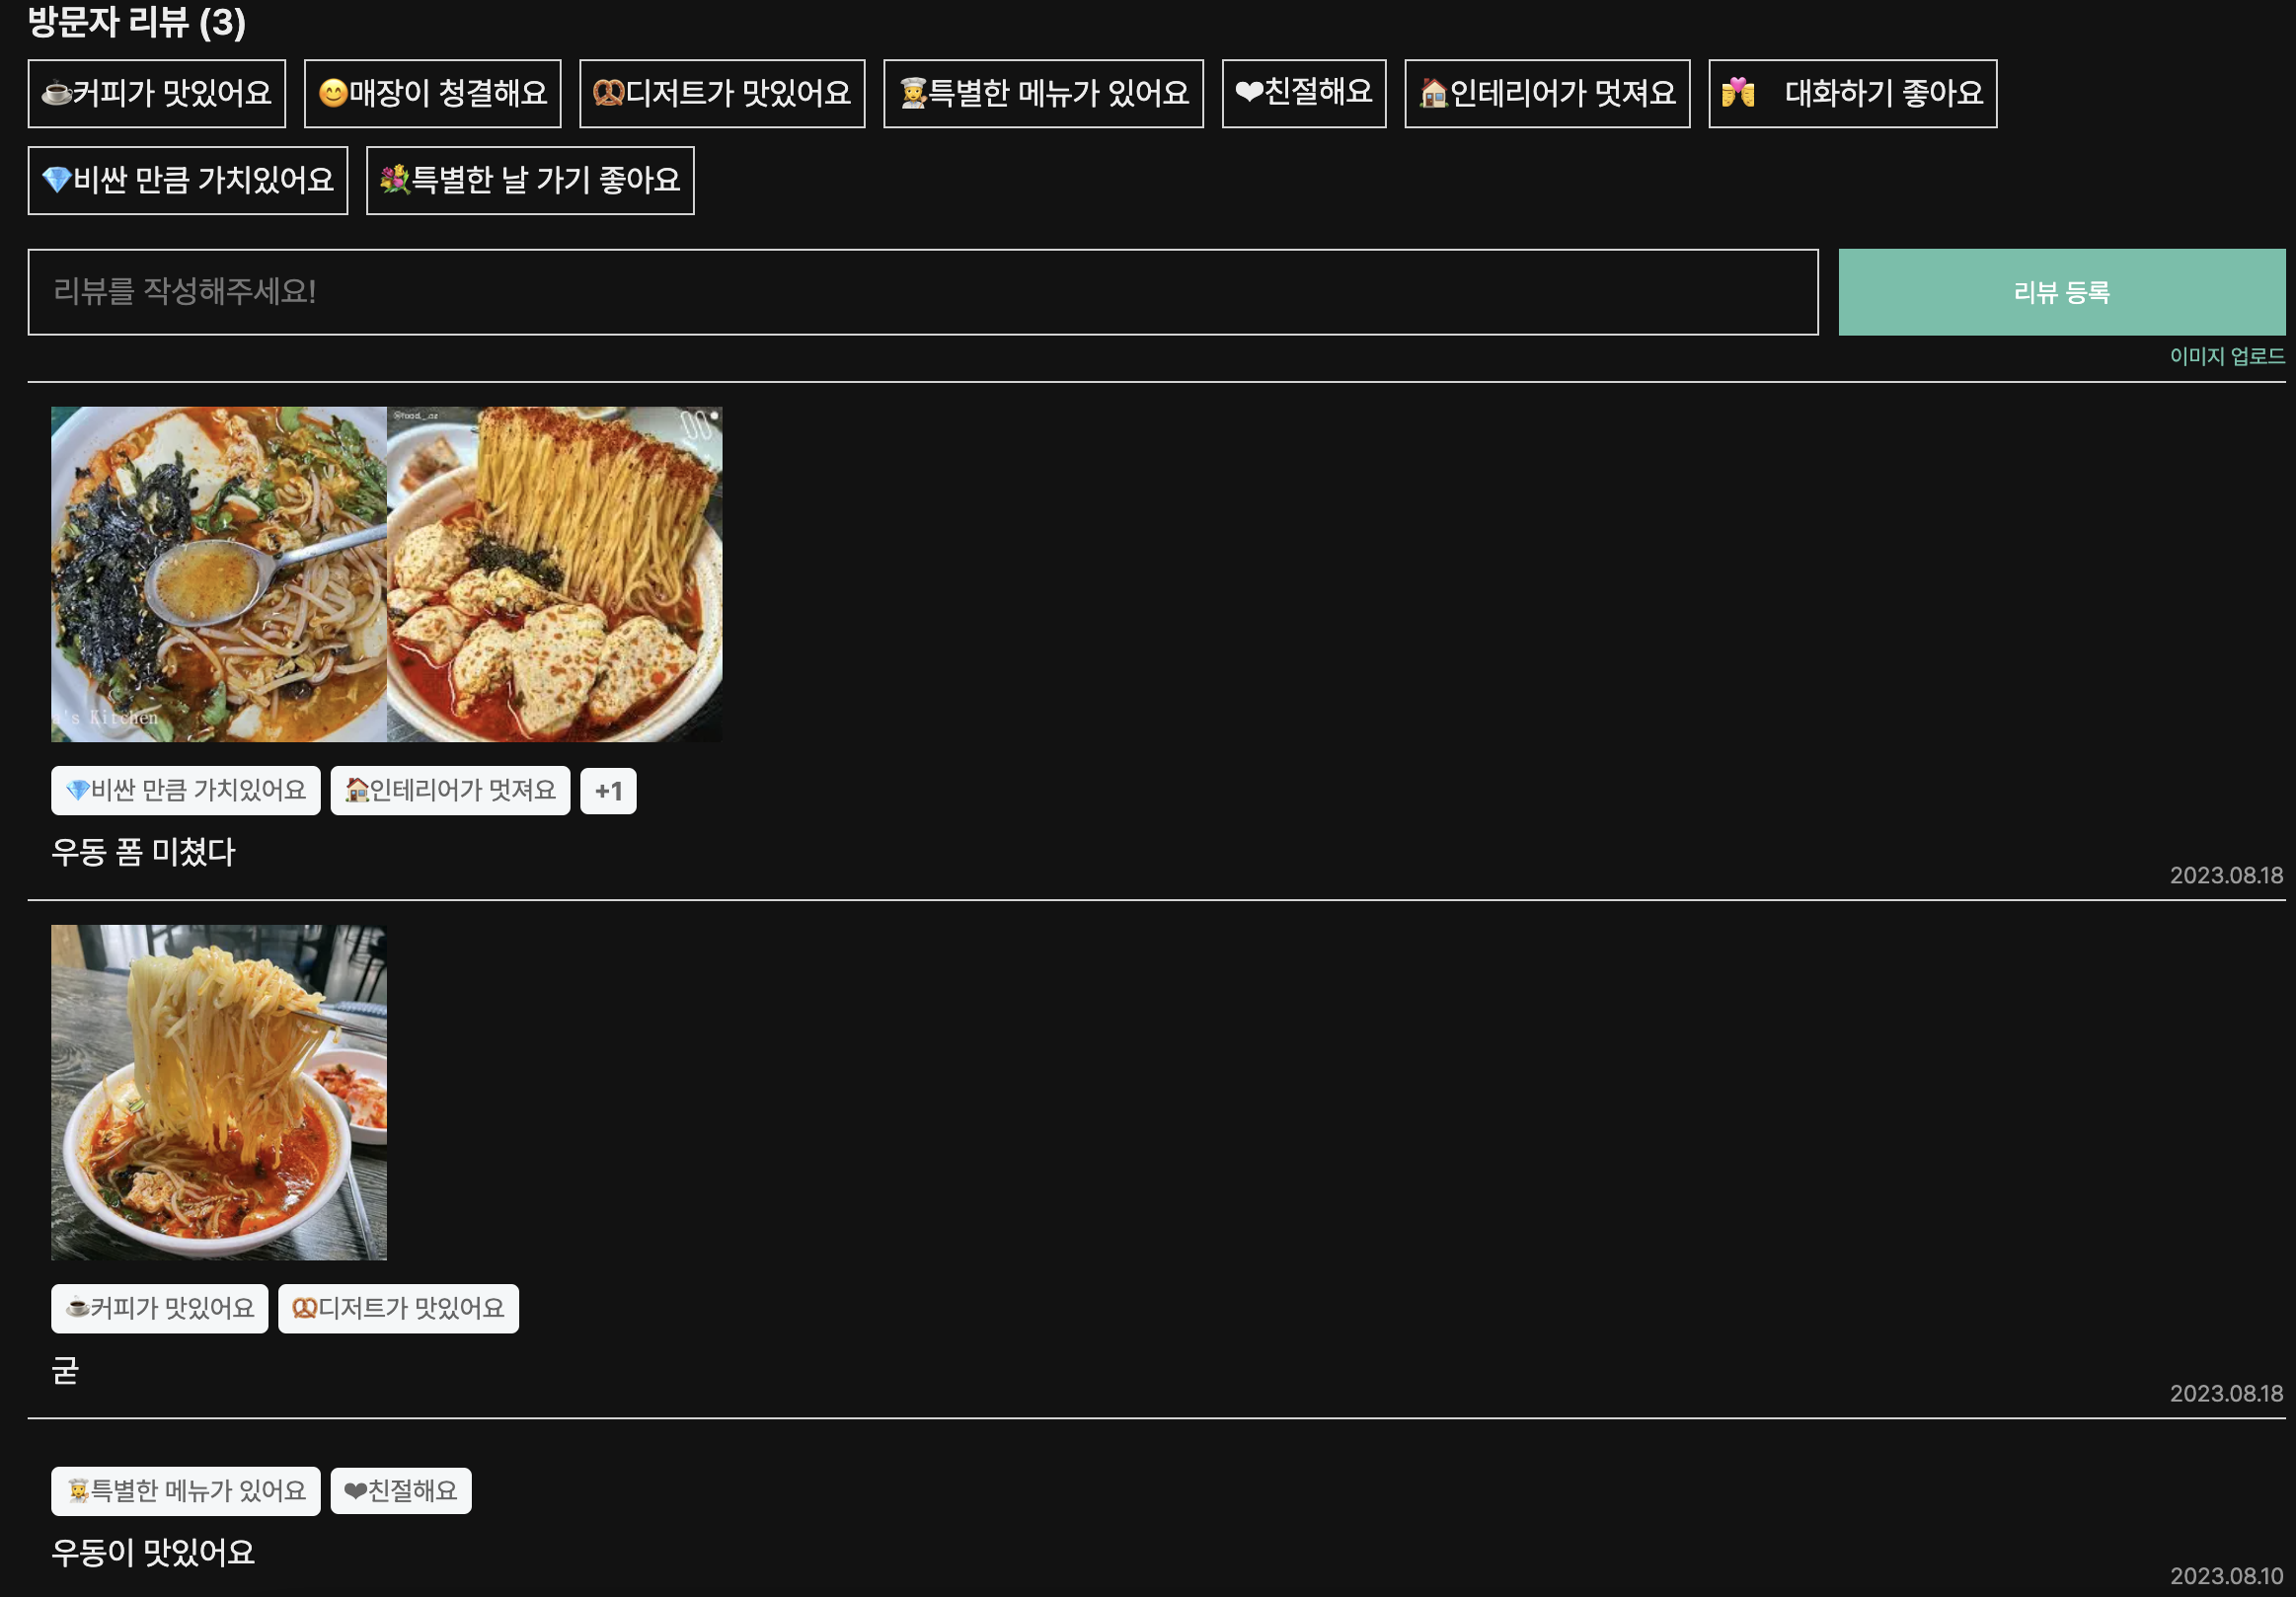 방문자 리뷰 (3)
☕커피가 맛있어요 😊매장이 청결해요 🥨디저트가 맛있어요 👩‍🍳특별한 메뉴가 있어요 ❤친절해요 🏠인테리어가 멋져요 대화하기 좋아요
💎비싼 만큼 가치있어요 💐특별한 날 가기 좋아요
리뷰를 작성해주세요! 리뷰 등록
이미지 업로드
@food_.oz
's Kitchen
💎비싼 만큼 가치있어요 🏠인테리어가 멋져요 +1
우동 폼 미쳤다
2023.08.18
☕커피가 맛있어요 🥨디저트가 맛있어요
굳
2023.08.18
👩‍🍳특별한 메뉴가 있어요 ❤친절해요
우동이 맛있어요
2023.08.10